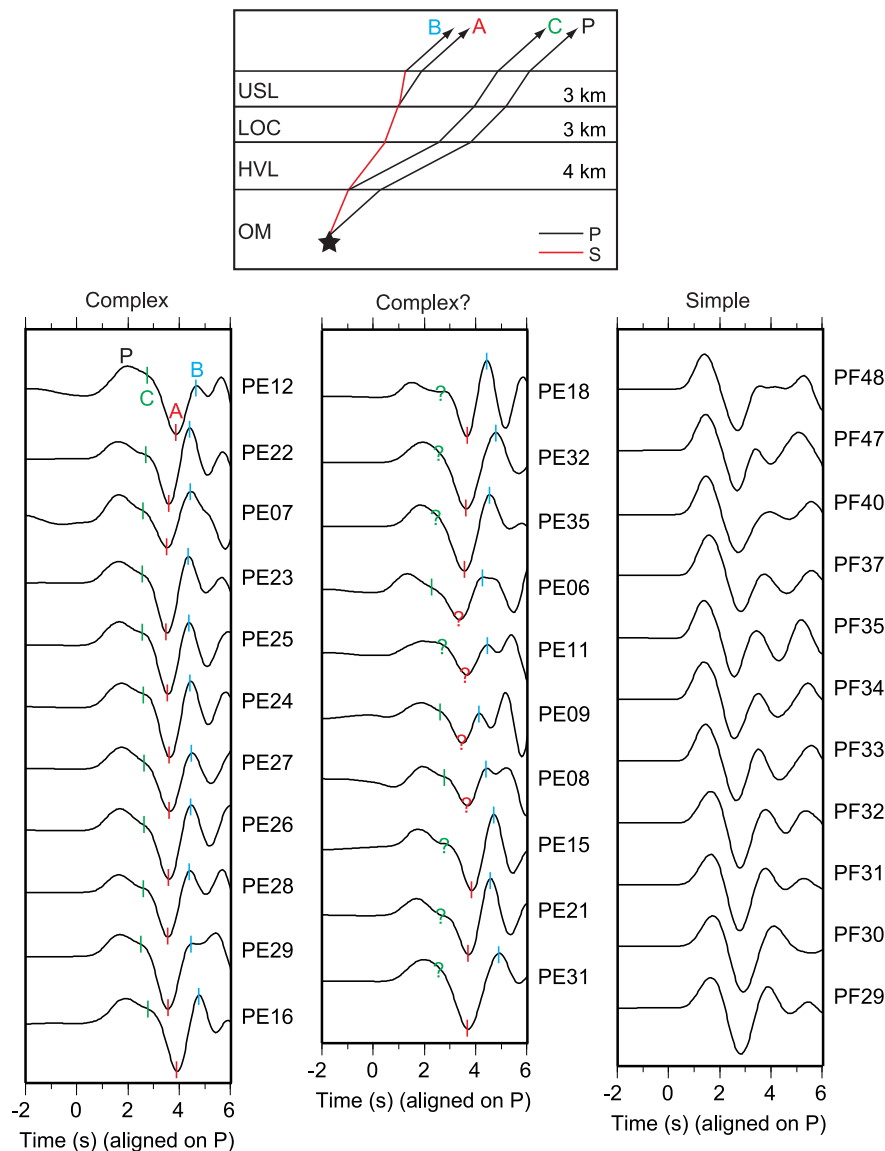 B A C P
USL 3 km
LOC 3 km
HVL 4 km
OM
P
S
Complex
P
C
A
B
PE12
PE22
PE07
PE23
PE25
PE24
PE27
PE26
PE28
PE29
PE16
-2 0 2 4 6
Time (s) (aligned on P)
Complex?
? PE18
? PE32
? PE35
? PE06
? ? PE11
? PE09
? PE08
? PE15
? PE21
? PE31
-2 0 2 4 6
Time (s) (aligned on P)
Simple
PF48
PF47
PF40
PF37
PF35
PF34
PF33
PF32
PF31
PF30
PF29
-2 0 2 4 6
Time (s) (aligned on P)